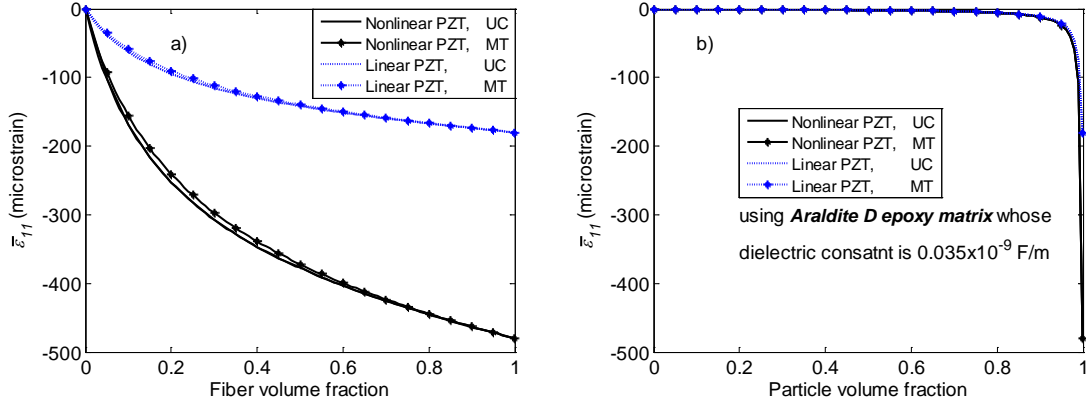 0
-100
-200
-300
-400
-500
ε̅11 (microstrain)
a)
Nonlinear PZT, UC
Nonlinear PZT, MT
Linear PZT, UC
Linear PZT, MT
0 0.2 0.4 0.6 0.8 1
Fiber volume fraction
0
-100
-200
-300
-400
-500
ε̅11 (microstrain)
b)
Nonlinear PZT, UC
Nonlinear PZT, MT
Linear PZT, UC
Linear PZT, MT
using Araldite D epoxy matrix whose
dielectric consatnt is 0.035x10-9 F/m
0 0.2 0.4 0.6 0.8 1
Particle volume fraction